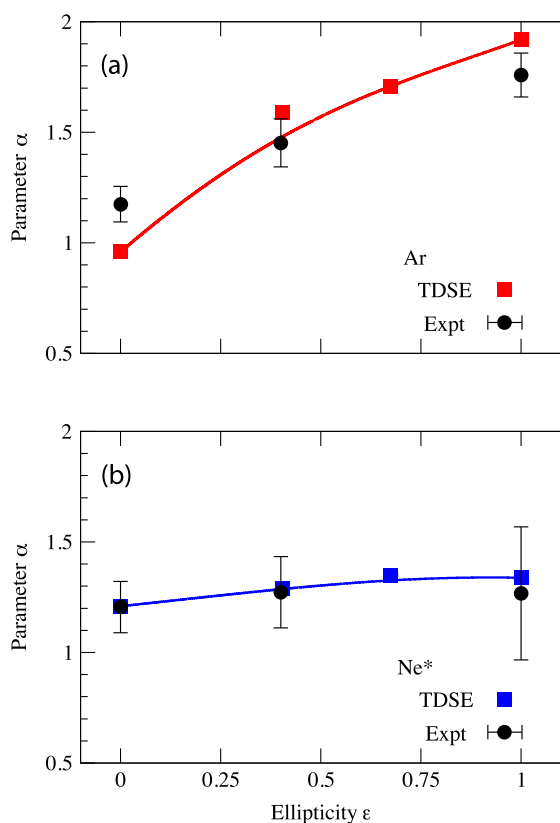 2
(a)
1.5
Parameter α
1
Ar
TDSE
Expt
0.5
2
(b)
1.5
Parameter α
1
Ne*
TDSE
Expt
0.5
0 0.25 0.5 0.75 1
Ellipticity ε